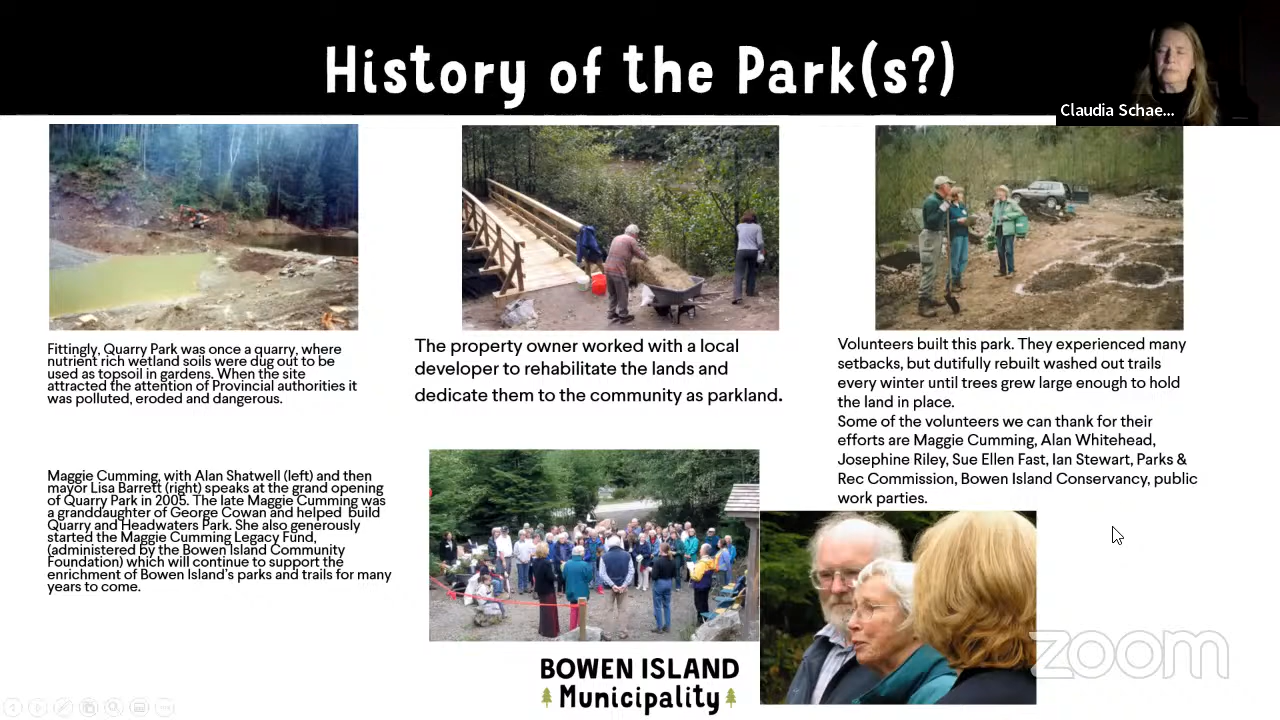 History of the Park(s?)
Claudia Schae...
Fittingly, Quarry Park was once a quarry, where
nutrient rich wetland soils were dug out to be
used as topsoil in gardens. When the site
attracted the attention of Provincial authorities it
was polluted, eroded and dangerous.
The property owner worked with a local
developer to rehabilitate the lands and
dedicate them to the community as parkland.
Volunteers built this park. They experienced many
setbacks, but dutifully rebuilt washed out trails
every winter until trees grew large enough to hold
the land in place.
Some of the volunteers we can thank for their
efforts are Maggie Cumming, Alan Whitehead,
Josephine Riley, Sue Ellen Fast, Ian Stewart, Parks &
Rec Commission, Bowen Island Conservancy, public
work parties.
Maggie Cumming, with Alan Shatwell (left) and then
mayor Lisa Barrett (right) speaks at the grand opening
of Quarry Park in 2005. The late Maggie Cumming was
a granddaughter of George Cowan and helped build
Quarry and Headwaters Park. She also generously
started the Maggie Cumming Legacy Fund,
(administered by the Bowen Island Community
Foundation) which will continue to support the
enrichment of Bowen Island's parks and trails for many
years to come.
BOWEN ISLAND
Municipality
zoom